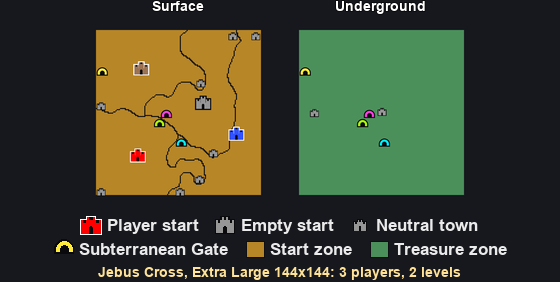 Surface Underground
Player start Empty start Neutral town
Subterranean Gate Start zone Treasure zone
Jebus Cross, Extra Large 144x144: 3 players, 2 levels